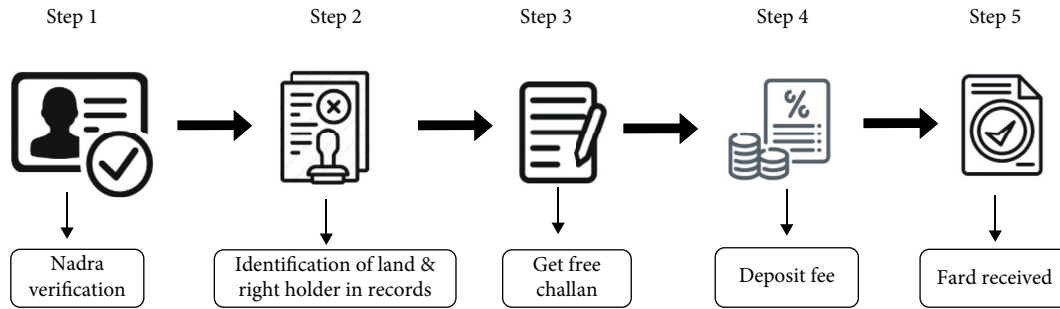 Step 1
Step 2
Step 3
Step 4
Step 5
%
Nadra
verification
Identification of land &
right holder in records
Get free
challan
Deposit fee
Fard received